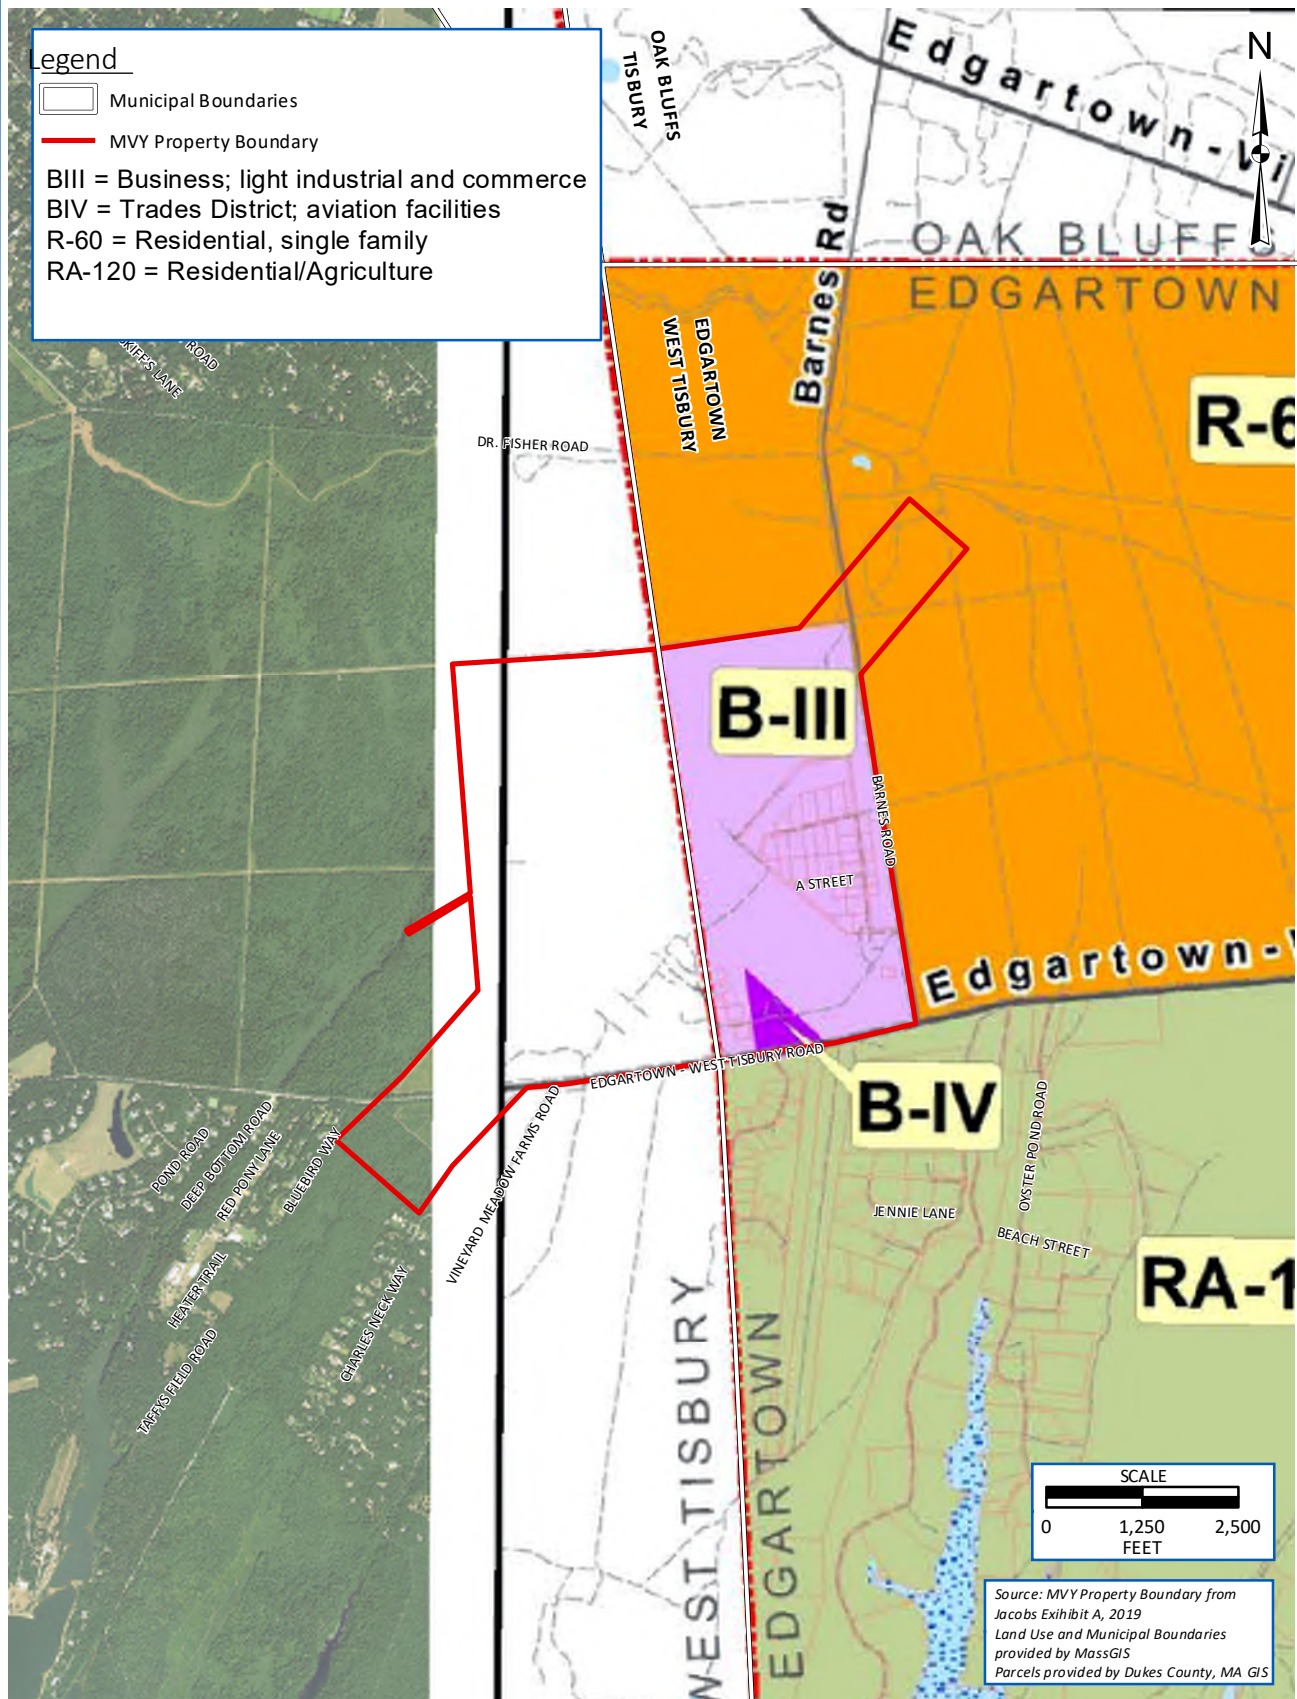 Legend
Municipal Boundaries
MVY Property Boundary
BIII = Business; light industrial and commerce
BIV = Trades District; aviation facilities
R-60 = Residential, single family
RA-120 = Residential/Agriculture
OAK BLUFFS
TISBURY
Edgartown-Vi
N
Barnes Rd
OAK BLUFFS
EDGARTOWN
EDGARTOWN
WEST TISBURY
ROAD
SKIFFS LANE
R-6
DR. FISHER ROAD
B-III
BARNES ROAD
A STREET
Edgartown-
EDGARTOWN - WEST TISBURY ROAD
B-IV
POND ROAD
DEEP BOTTOM ROAD
RED PONY LANE
BLUEBIRD WAY
VINEYARD MEADOW FARMS ROAD
OYSTER POND ROAD
JENNIE LANE
BEACH STREET
HEATER TRAIL
CHARLES NECK WAY
TAFFYS FIELD ROAD
RA-1
WEST TISBURY
EDGARTOWN
SCALE
0 1,250 2,500
FEET
Source: MVY Property Boundary from
Jacobs Exihibit A, 2019
Land Use and Municipal Boundaries
provided by MassGIS
Parcels provided by Dukes County, MA GIS